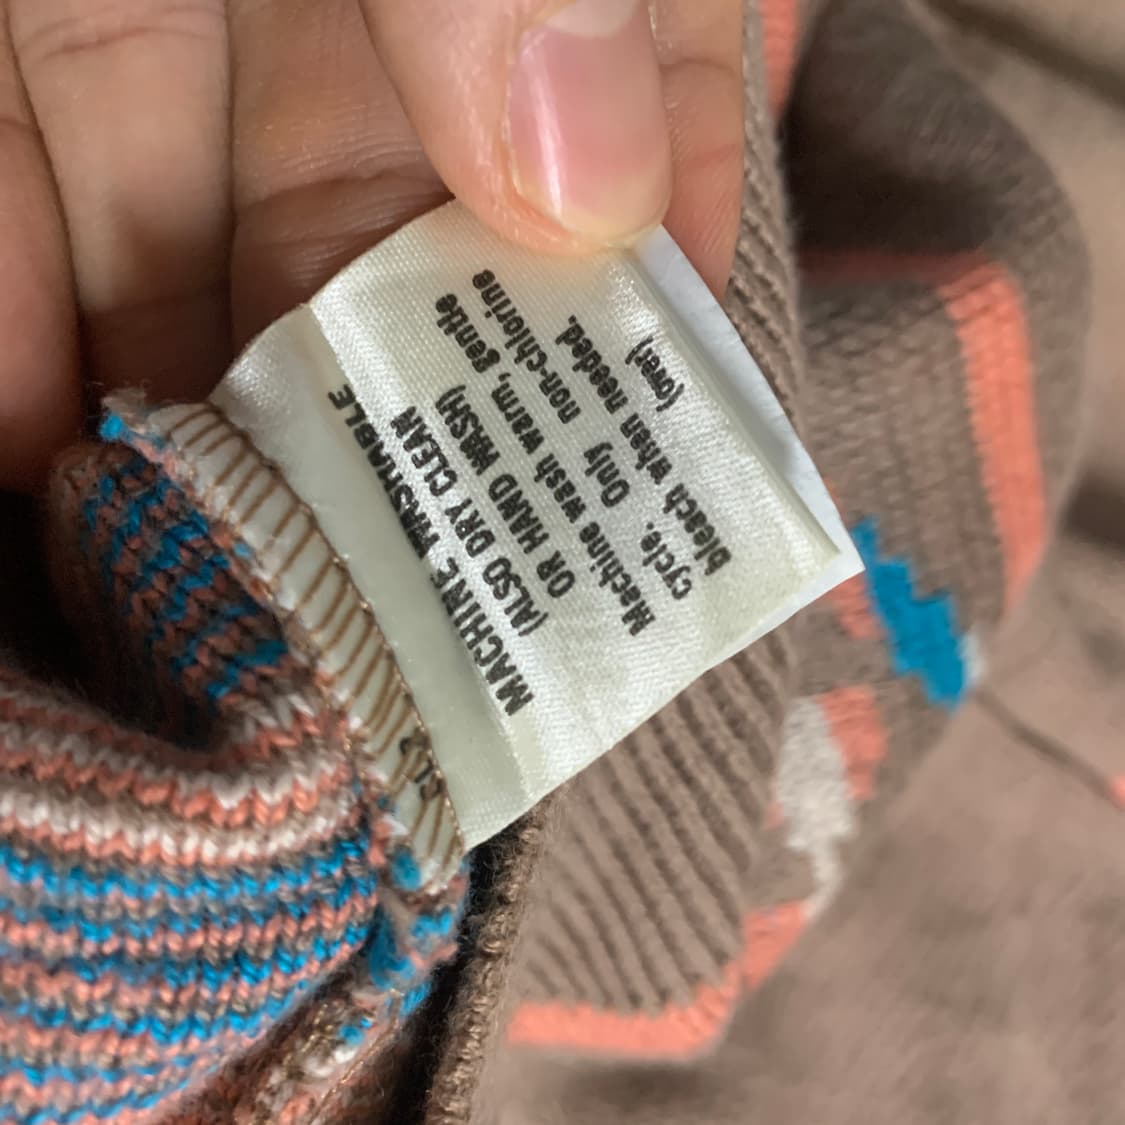 MACHINE WASHABLE
(ALSO DRY CLEAN
OR HAND WASH)
Machine wash warm, gentle
cycle. Only non-chlorine
bleach when needed.
(over)